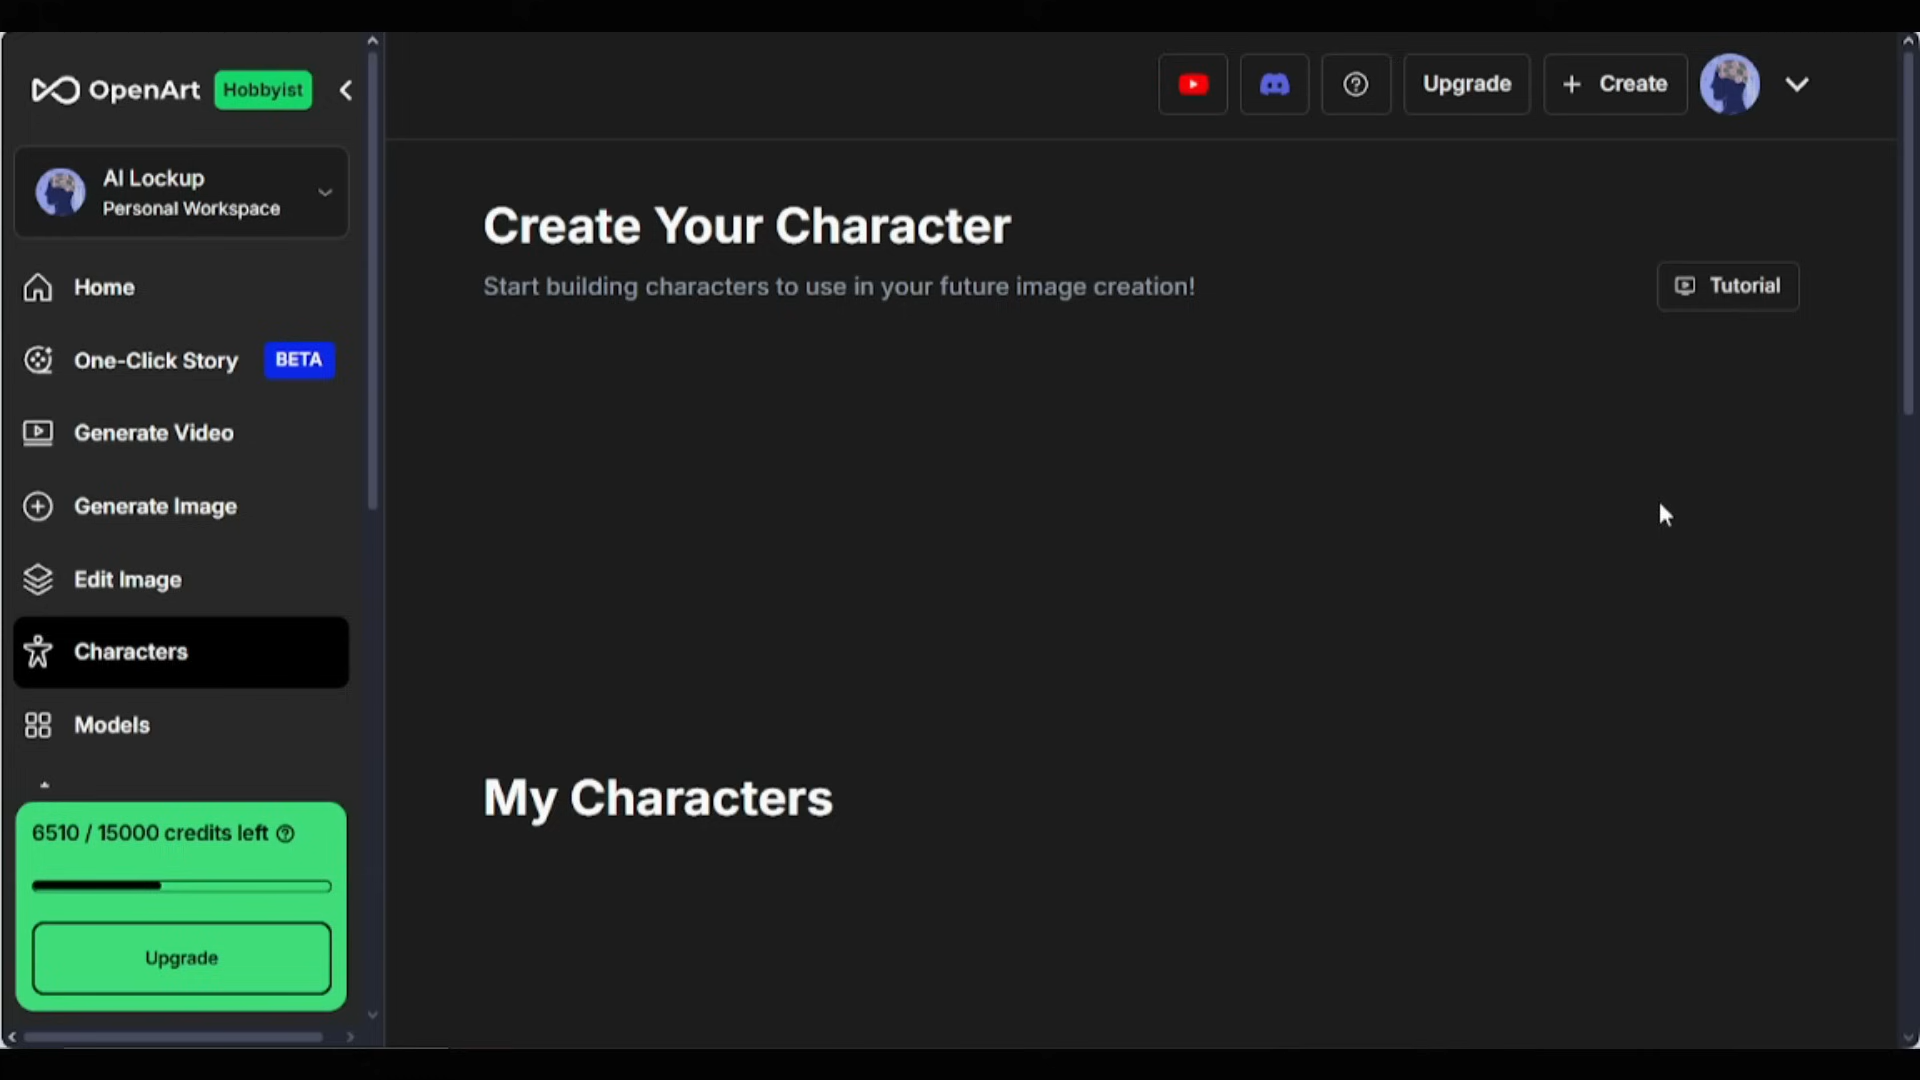 OpenArt Hobbyist
AI Lockup
Personal Workspace
Home
One-Click Story BETA
Generate Video
Generate Image
Edit Image
Characters
Models
6510 / 15000 credits left
Upgrade
Upgrade
+ Create
Create Your Character
Start building characters to use in your future image creation!
Tutorial
My Characters